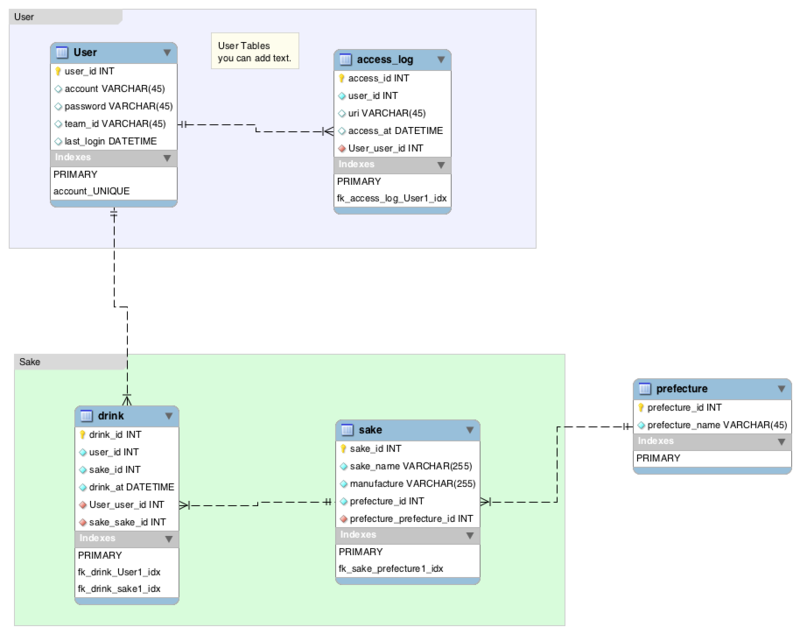 User
User
user_id INT
account VARCHAR(45)
password VARCHAR(45)
team_id VARCHAR(45)
last_login DATETIME
Indexes
PRIMARY
account_UNIQUE
User Tables
you can add text.
access_log
access_id INT
user_id INT
uri VARCHAR(45)
access_at DATETIME
User_user_id INT
Indexes
PRIMARY
fk_access_log_User1_idx
Sake
drink
drink_id INT
user_id INT
sake_id INT
drink_at DATETIME
User_user_id INT
sake_sake_id INT
Indexes
PRIMARY
fk_drink_User1_idx
fk_drink_sake1_idx
sake
sake_id INT
sake_name VARCHAR(255)
manufacture VARCHAR(255)
prefecture_id INT
prefecture_prefecture_id INT
Indexes
PRIMARY
fk_sake_prefecture1_idx
prefecture
prefecture_id INT
prefecture_name VARCHAR(45)
Indexes
PRIMARY